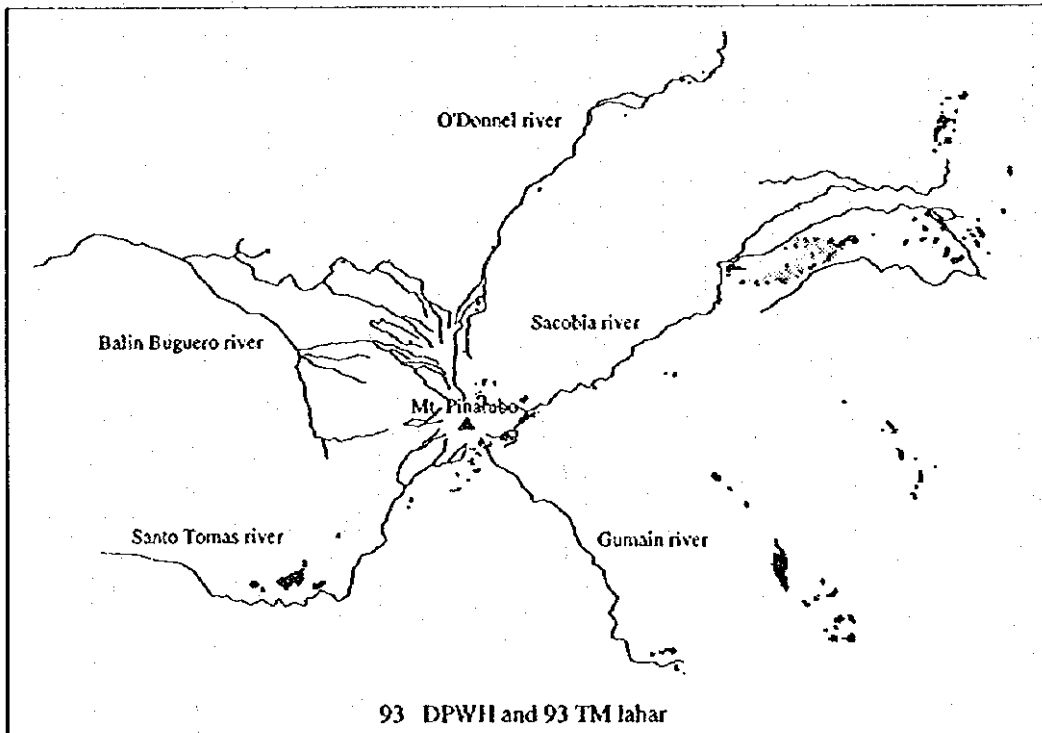 O'Donnel river
Sacobia river
Balin Buguero river
Mt. Pinatubo
Santo Tomas river
Gumain river
93 DPWH and 93 TM lahar